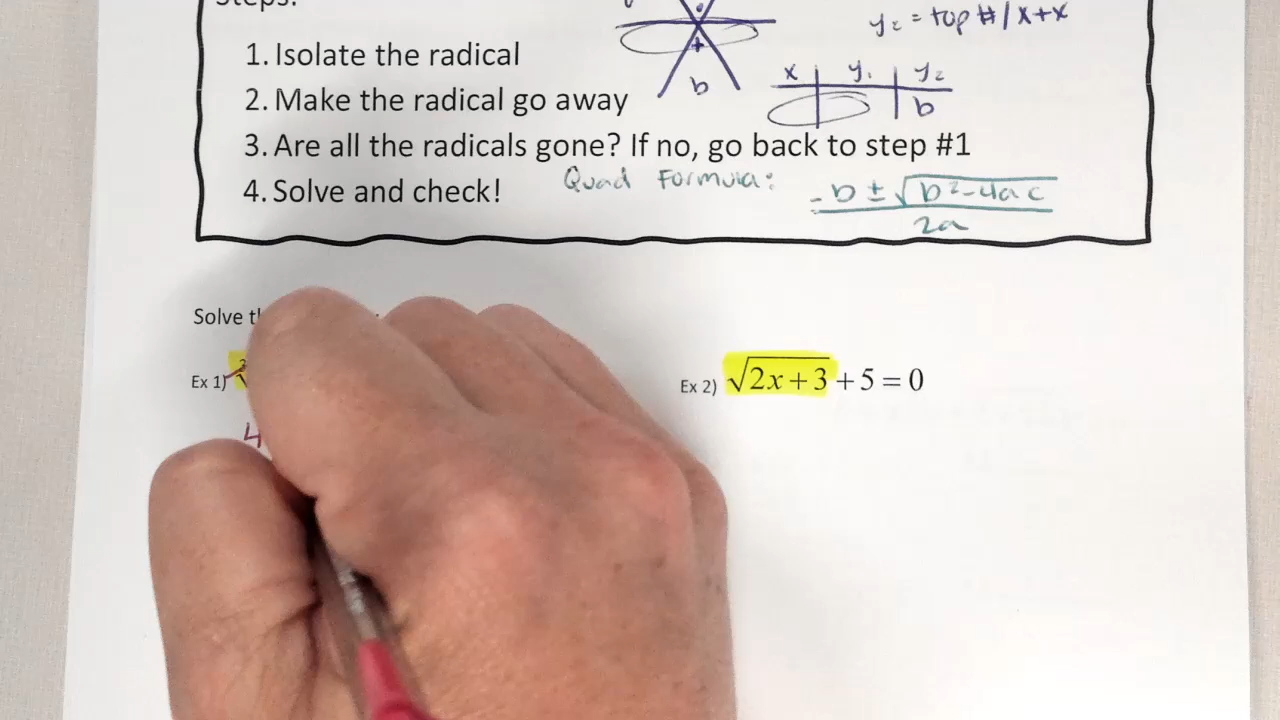 Steps:
y₂ = top #/x+x
1. Isolate the radical
+
x y₁ y₂
2. Make the radical go away
b
b
3. Are all the radicals gone? If no, go back to step #1
4. Solve and check!
Quad Formula:
-b ± √b²-4ac
2a
Solve
Ex 1) 3√
Ex 2) √2x+3 + 5 = 0
4